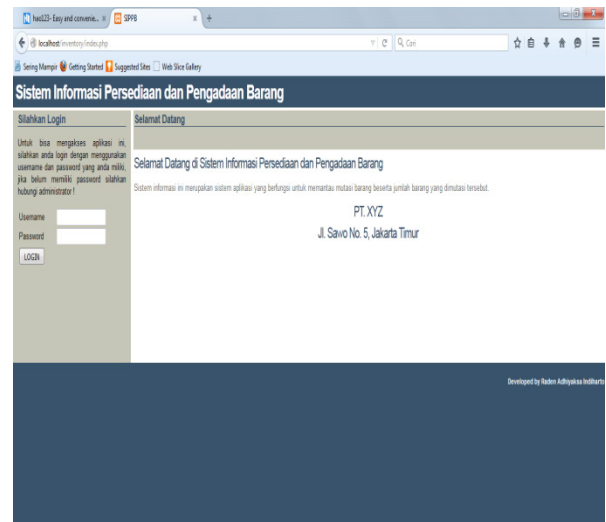 SPPB
localhost/inventory/index.php
Cari
Sering Mampir Getting Started Suggested Sites Web Slice Gallery
Sistem Informasi Persediaan dan Pengadaan Barang
Silahkan Login
Untuk bisa mengakses aplikasi ini,
silahkan anda login dengan menggunakan
username dan password yang anda miliki,
jika belum memiliki password silahkan
hubungi administrator !
Username
Password
LOGIN
Selamat Datang
Selamat Datang di Sistem Informasi Persediaan dan Pengadaan Barang
Sistem informasi ini merupakan sistem aplikasi yang berfungsi untuk memantau mutasi barang beserta jumlah barang yang dimutasi tersebut.
PT. XYZ
Jl. Sawo No. 5, Jakarta Timur
Developed by Raden Adhiyaksa Indiharto